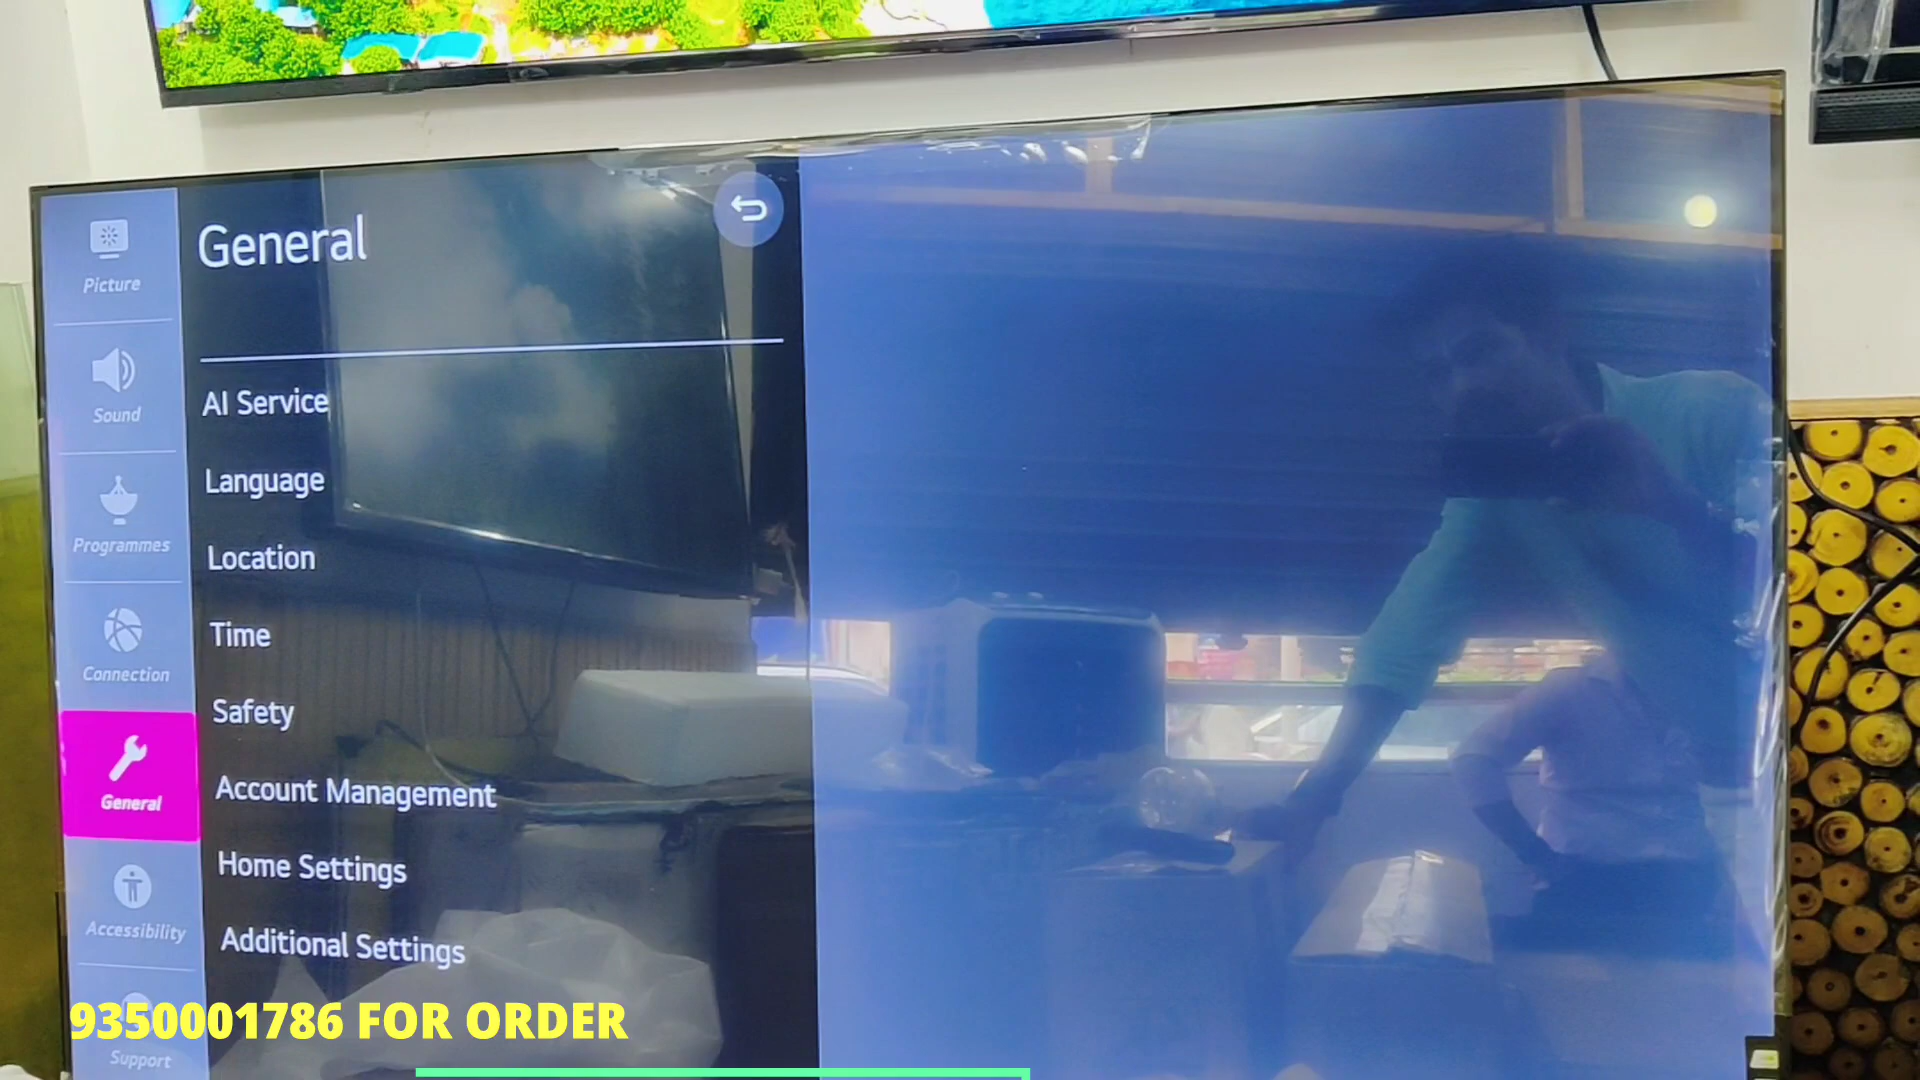 General
Picture
Sound
Programmes
Connection
General
Accessibility
Support
AI Service
Language
Location
Time
Safety
Account Management
Home Settings
Additional Settings
9350001786 FOR ORDER